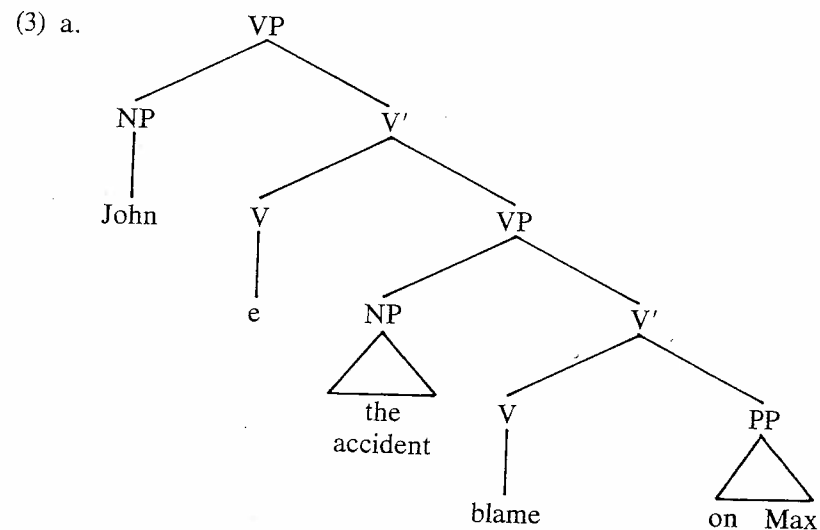 (3) a. VP
NP V'
John V VP
e NP V'
the V PP
accident
blame on Max